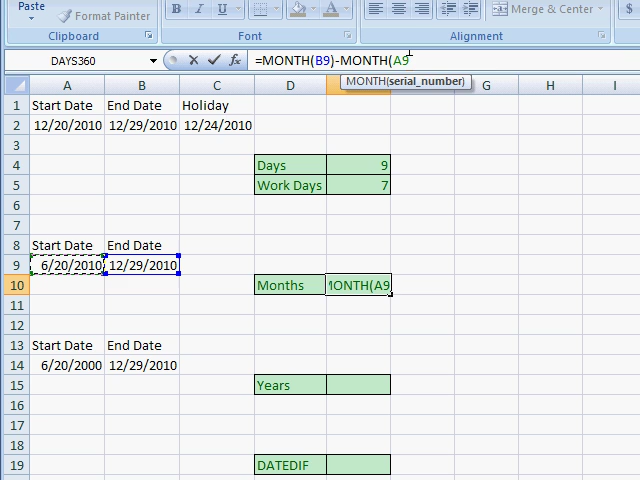 Paste
Format Painter
B I U A
Merge & Center
Clipboard Font Alignment
DAYS360 fx =MONTH(B9)-MONTH(A9
MONTH(serial_number)
A B C D G H I
1 Start Date End Date Holiday
2 12/20/2010 12/29/2010 12/24/2010
3
4 Days 9
5 Work Days 7
6
7
8 Start Date End Date
9 6/20/2010 12/29/2010
10 Months MONTH(A9
11
12
13 Start Date End Date
14 6/20/2000 12/29/2010
15 Years
16
17
18
19 DATEDIF